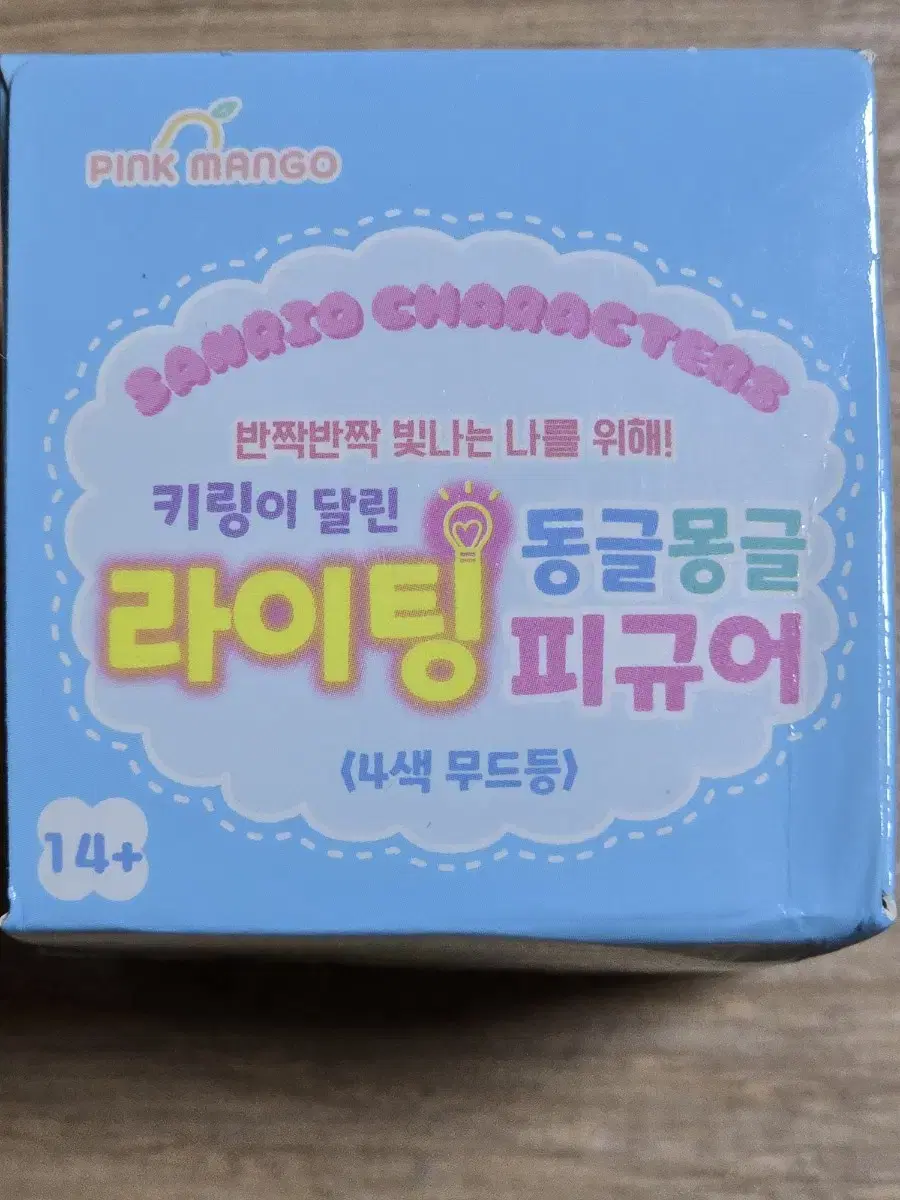 PINK MANGO
SANRIO CHARACTERS
반짝반짝 빛나는 나를 위해!
키링이 달린
라이팅
동글몽글
피규어
〈4색 무드등〉
14+